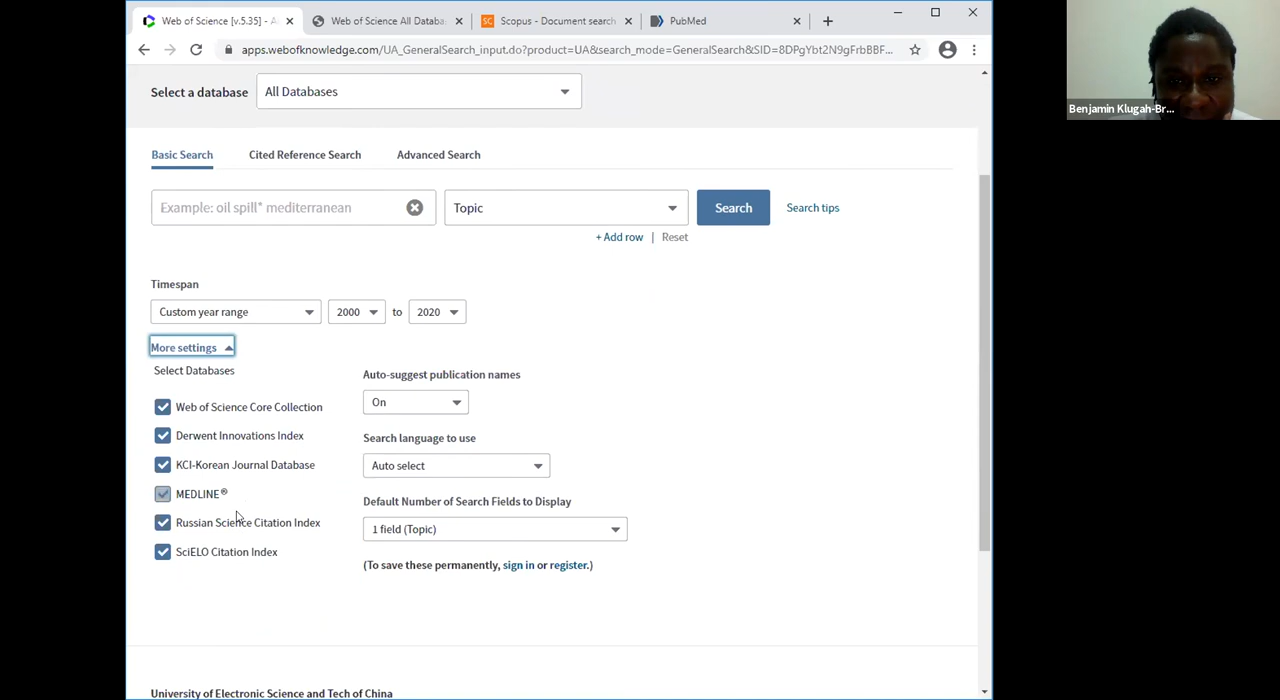 Web of Science [v.5.35] - A
Web of Science All Databa
SC Scopus - Document search
PubMed
apps.webofknowledge.com/UA_GeneralSearch_input.do?product=UA&search_mode=GeneralSearch&SID=8DPgYbt2N9gFrbBBF...
Benjamin Klugah-Br...
Select a database All Databases
Basic Search Cited Reference Search Advanced Search
Example: oil spill* mediterranean Topic Search Search tips
+ Add row | Reset
Timespan
Custom year range 2000 to 2020
More settings
Select Databases
Web of Science Core Collection
Derwent Innovations Index
KCI-Korean Journal Database
MEDLINE®
Russian Science Citation Index
SciELO Citation Index
Auto-suggest publication names
On
Search language to use
Auto select
Default Number of Search Fields to Display
1 field (Topic)
(To save these permanently, sign in or register.)
University of Electronic Science and Tech of China